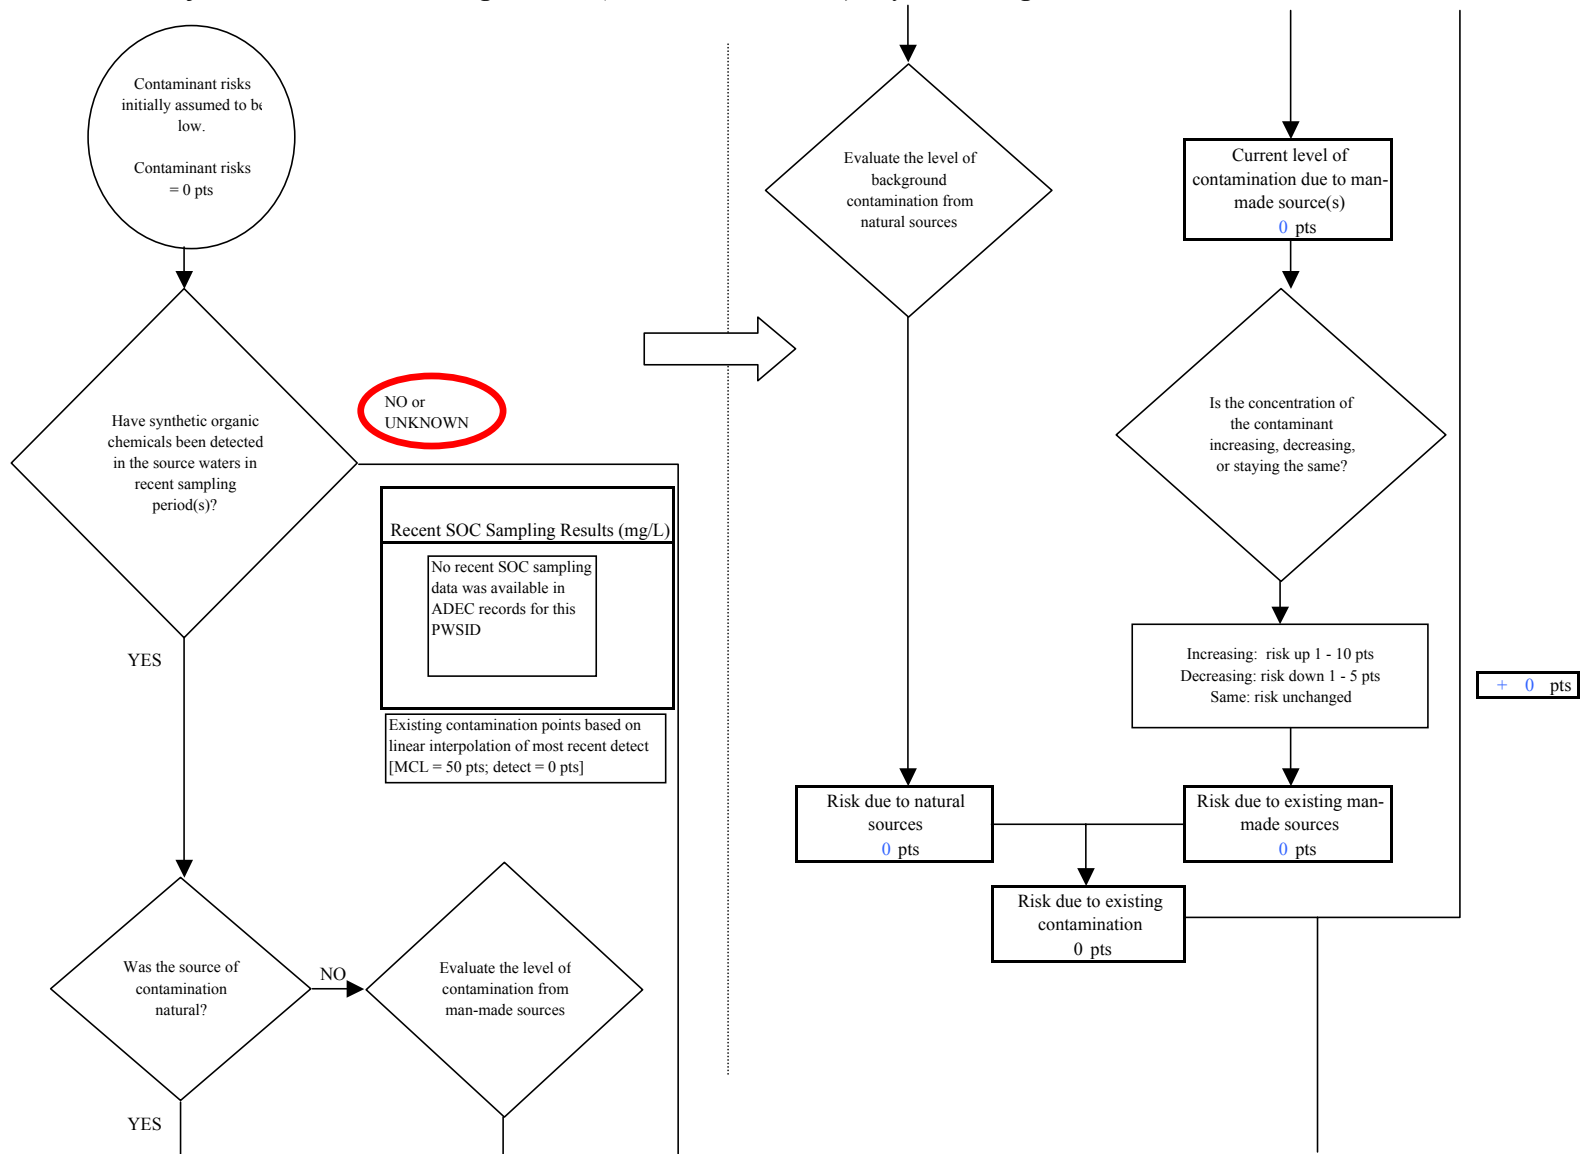 Contaminant risks
initially assumed to be
low.
Contaminant risks
= 0 pts
Have synthetic organic
chemicals been detected
in the source waters in
recent sampling
period(s)?
NO or
UNKNOWN
YES
Recent SOC Sampling Results (mg/L)
No recent SOC sampling
data was available in
ADEC records for this
PWSID
Existing contamination points based on
linear interpolation of most recent detect
[MCL = 50 pts; detect = 0 pts]
Was the source of
contamination
natural?
NO
Evaluate the level of
contamination from
man-made sources
YES
Evaluate the level of
background
contamination from
natural sources
Current level of
contamination due to man-
made source(s)
0 pts
Is the concentration of
the contaminant
increasing, decreasing,
or staying the same?
Increasing: risk up 1 - 10 pts
Decreasing: risk down 1 - 5 pts
Same: risk unchanged
+ 0 pts
Risk due to natural
sources
0 pts
Risk due to existing man-
made sources
0 pts
Risk due to existing
contamination
0 pts